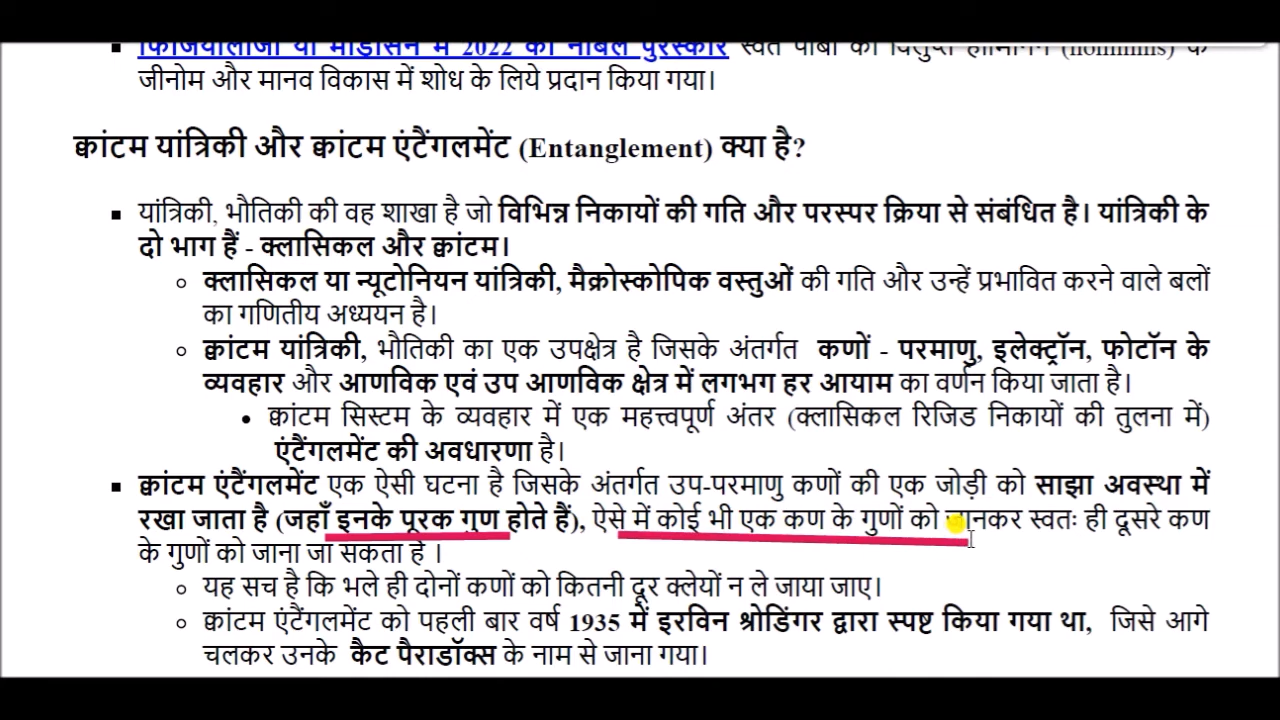 फिजियोलॉजी या मेडिसिन में 2022 का नोबेल पुरस्कार स्वंते पाबो को विलुप्त होमिनिन (hominins) के
जीनोम और मानव विकास में शोध के लिये प्रदान किया गया।
क्वांटम यांत्रिकी और क्वांटम एंटैंगलमेंट (Entanglement) क्या है?
▪ यांत्रिकी, भौतिकी की वह शाखा है जो विभिन्न निकायों की गति और परस्पर क्रिया से संबंधित है। यांत्रिकी के
दो भाग हैं - क्लासिकल और क्वांटम।
○ क्लासिकल या न्यूटोनियन यांत्रिकी, मैक्रोस्कोपिक वस्तुओं की गति और उन्हें प्रभावित करने वाले बलों
का गणितीय अध्ययन है।
○ क्वांटम यांत्रिकी, भौतिकी का एक उपक्षेत्र है जिसके अंतर्गत कणों - परमाणु, इलेक्ट्रॉन, फोटॉन के
व्यवहार और आणविक एवं उप आणविक क्षेत्र में लगभग हर आयाम का वर्णन किया जाता है।
• क्वांटम सिस्टम के व्यवहार में एक महत्त्वपूर्ण अंतर (क्लासिकल रिजिड निकायों की तुलना में)
एंटैंगलमेंट की अवधारणा है।
▪ क्वांटम एंटैंगलमेंट एक ऐसी घटना है जिसके अंतर्गत उप-परमाणु कणों की एक जोड़ी को साझा अवस्था में
रखा जाता है (जहाँ इनके पूरक गुण होते हैं), ऐसे में कोई भी एक कण के गुणों को जानकर स्वतः ही दूसरे कण
के गुणों को जाना जा सकता है ।
○ यह सच है कि भले ही दोनों कणों को कितनी दूर क्लेयों न ले जाया जाए।
○ क्वांटम एंटैंगलमेंट को पहली बार वर्ष 1935 में इरविन श्रोडिंगर द्वारा स्पष्ट किया गया था, जिसे आगे
चलकर उनके कैट पैराडॉक्स के नाम से जाना गया।